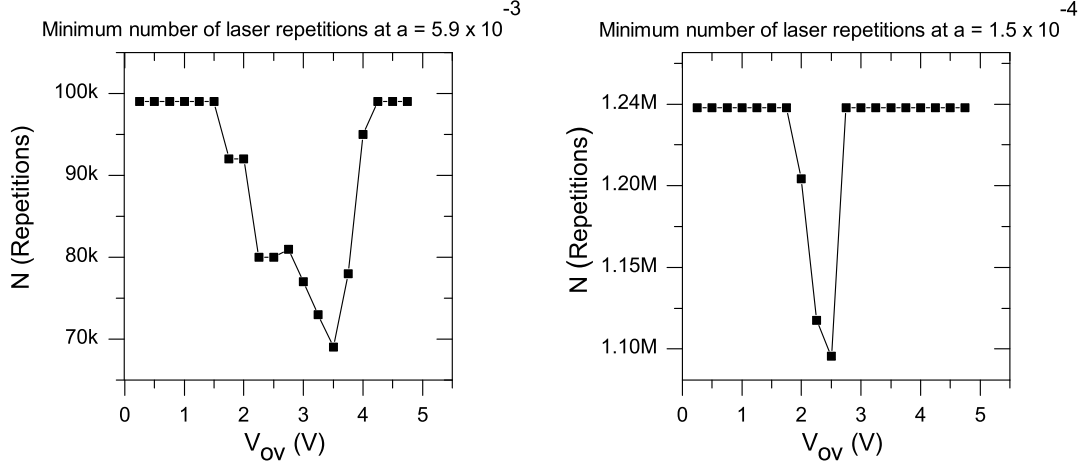 Minimum number of laser repetitions at a = 5.9 x 10^-3
100k
90k
80k
70k
N (Repetitions)
0 1 2 3 4 5
V_OV (V)
Minimum number of laser repetitions at a = 1.5 x 10^-4
1.24M
1.20M
1.15M
1.10M
N (Repetitions)
0 1 2 3 4 5
V_OV (V)